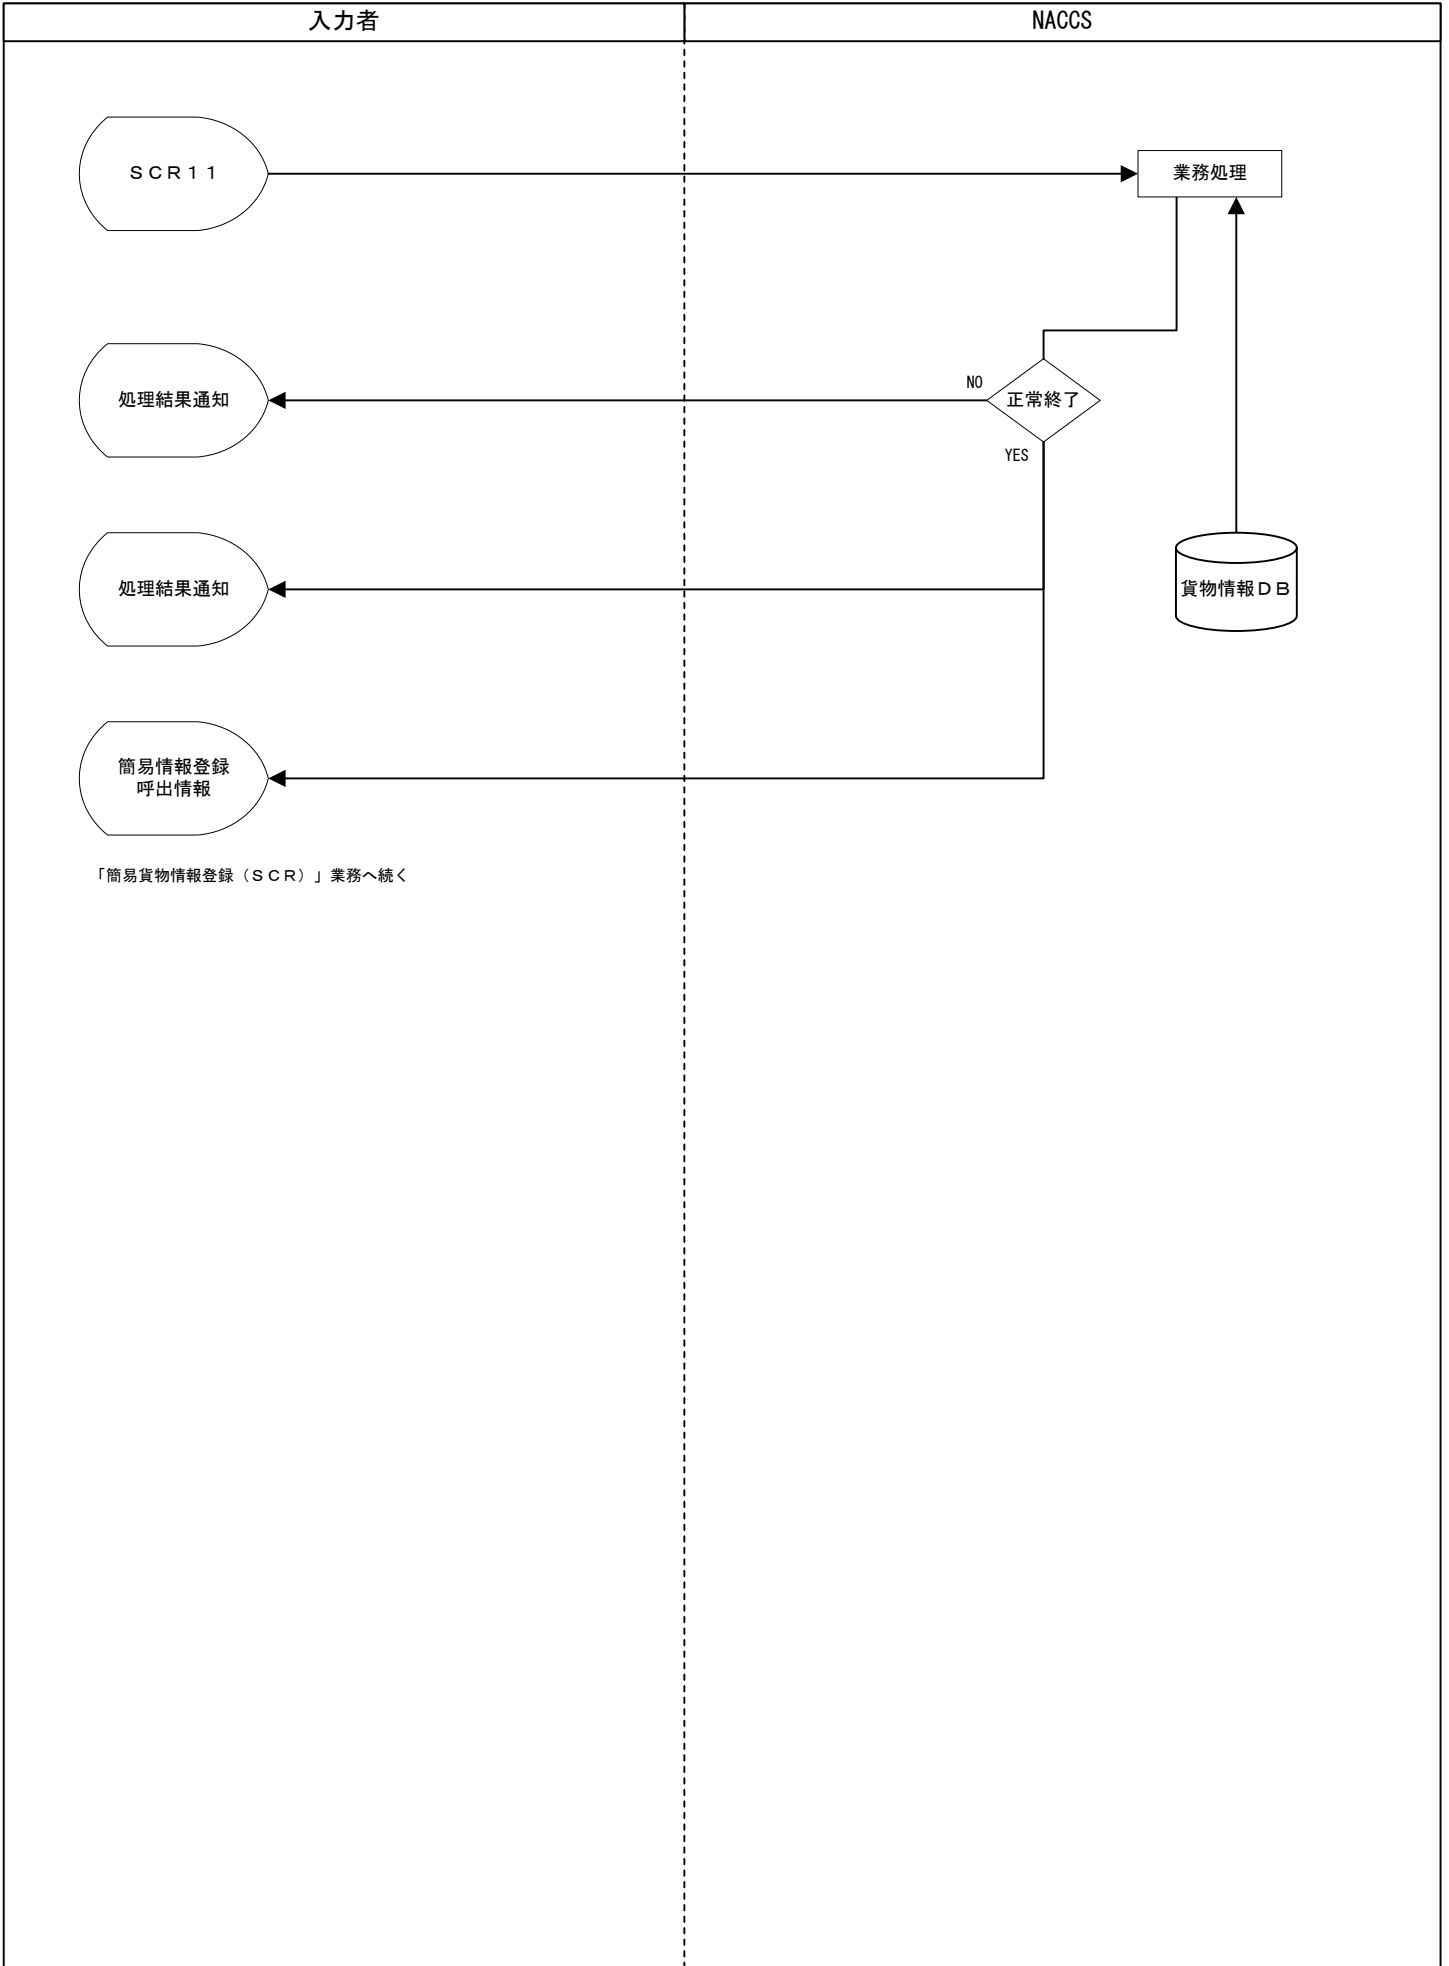 入力者
NACCS
ＳＣＲ１１
業務処理
処理結果通知
NO
正常終了
YES
処理結果通知
貨物情報ＤＢ
簡易情報登録
呼出情報
「簡易貨物情報登録（ＳＣＲ）」業務へ続く